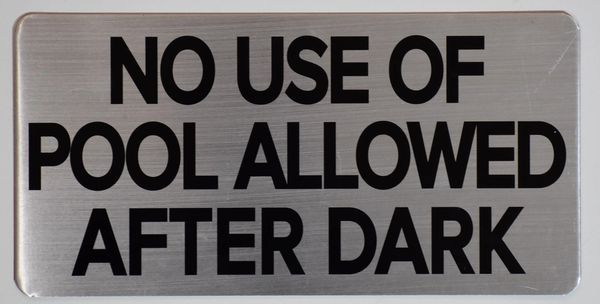 NO USE OF
POOL ALLOWED
AFTER DARK